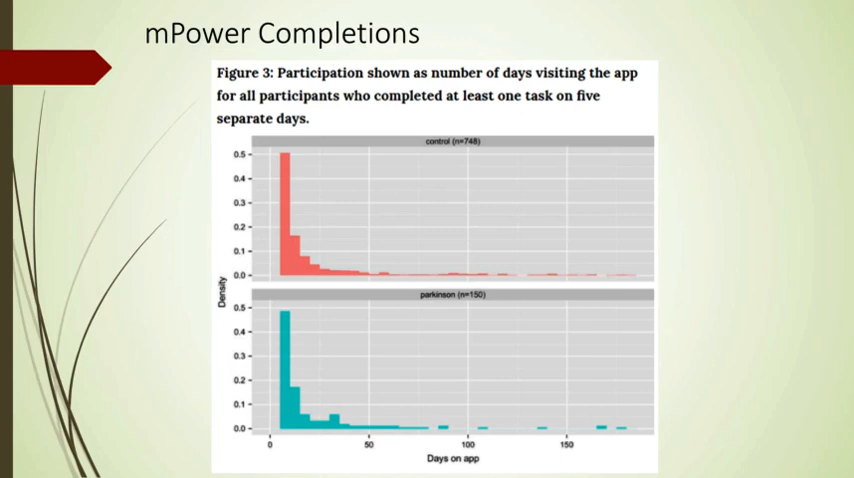 mPower Completions
Figure 3: Participation shown as number of days visiting the app
for all participants who completed at least one task on five
separate days.
control (n=748)
0.5
0.4
0.3
0.2
0.1
0.0
Density
parkinson (n=150)
0.5
0.4
0.3
0.2
0.1
0.0
0 50 100 150
Days on app